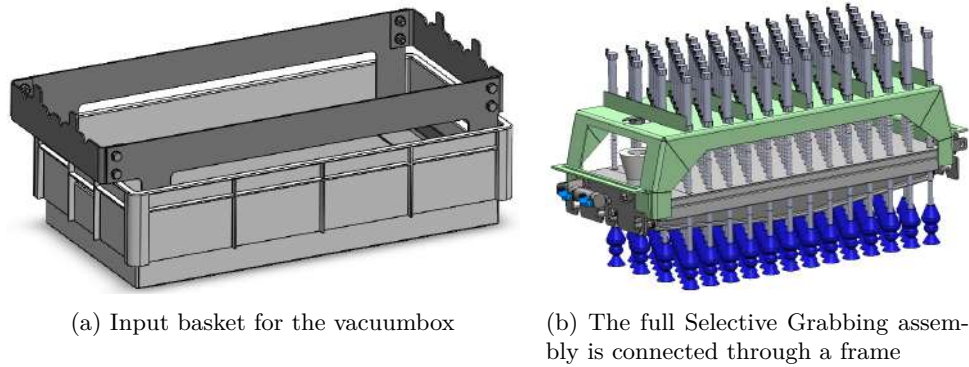 (a) Input basket for the vacuumbox
(b) The full Selective Grabbing assem-
bly is connected through a frame